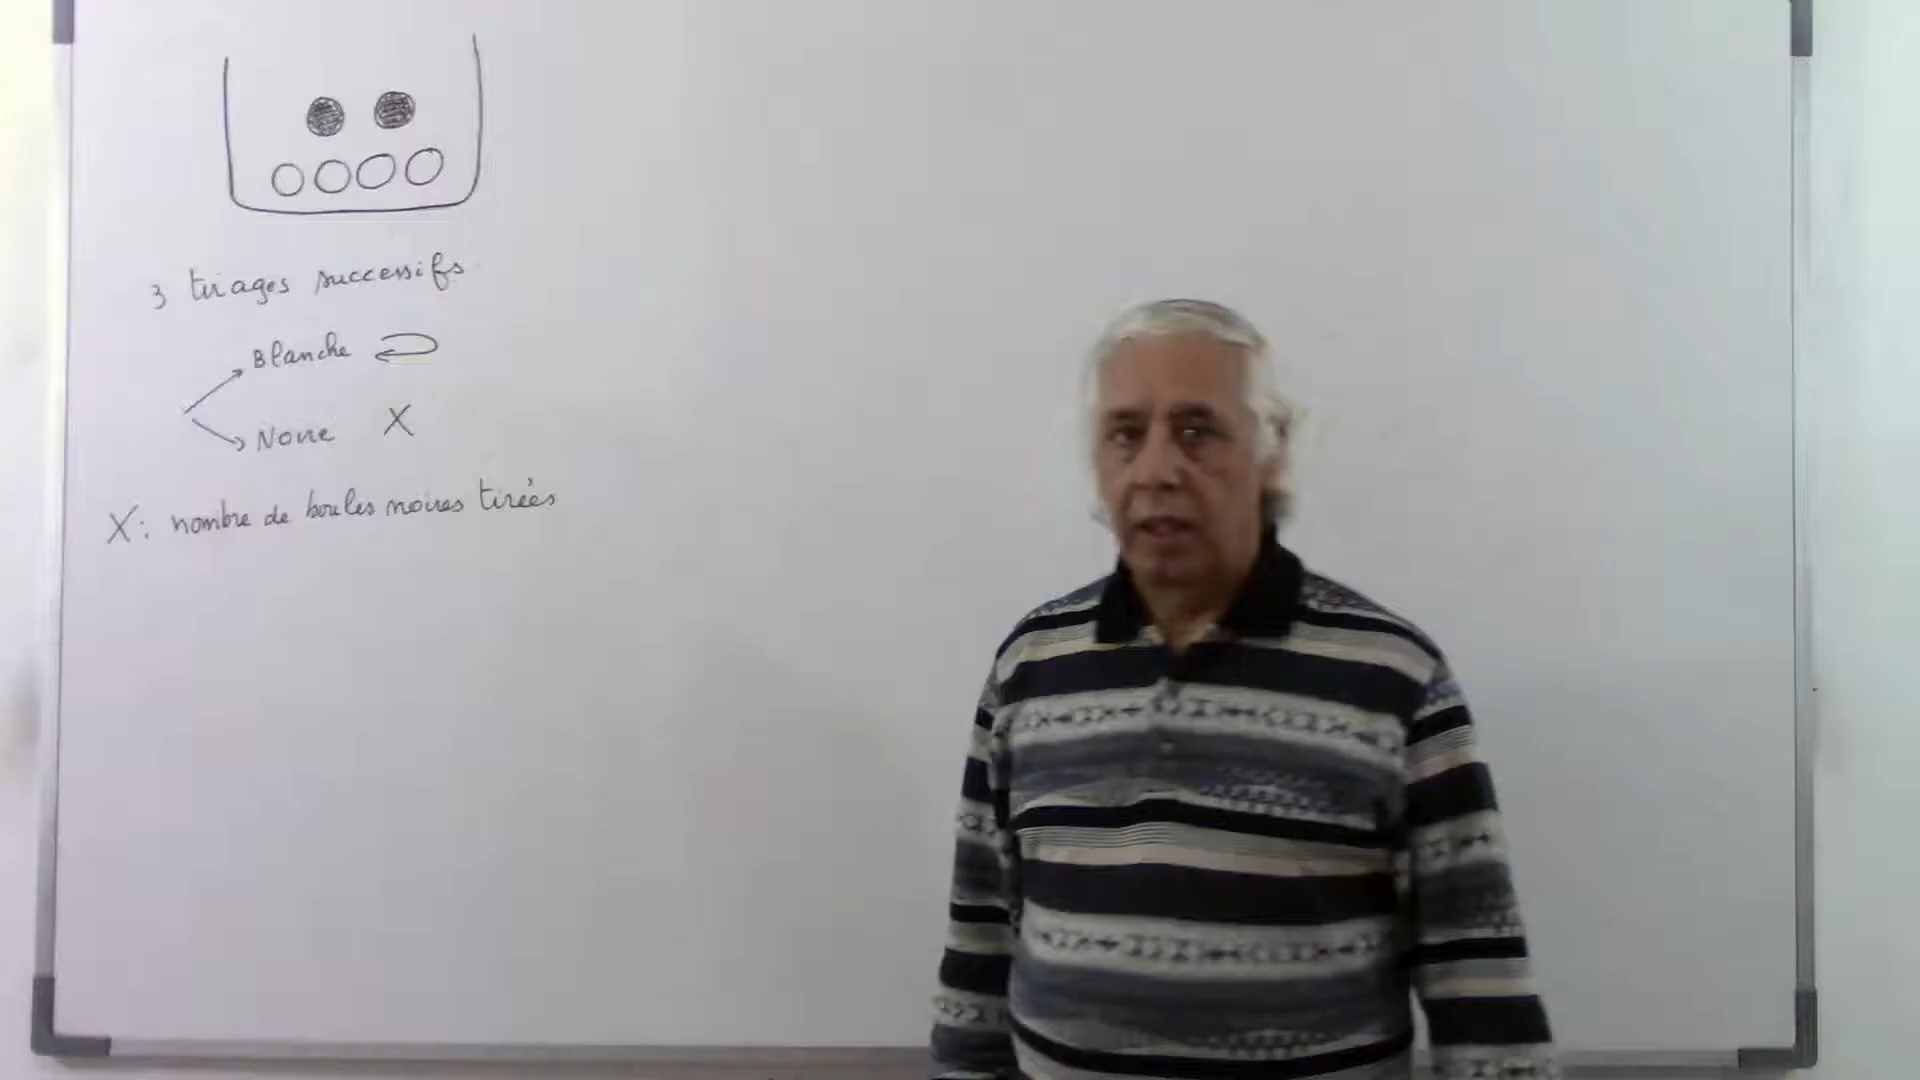 3 tirages successifs
Blanche
Noire X
X: nombre de boules noires tirées